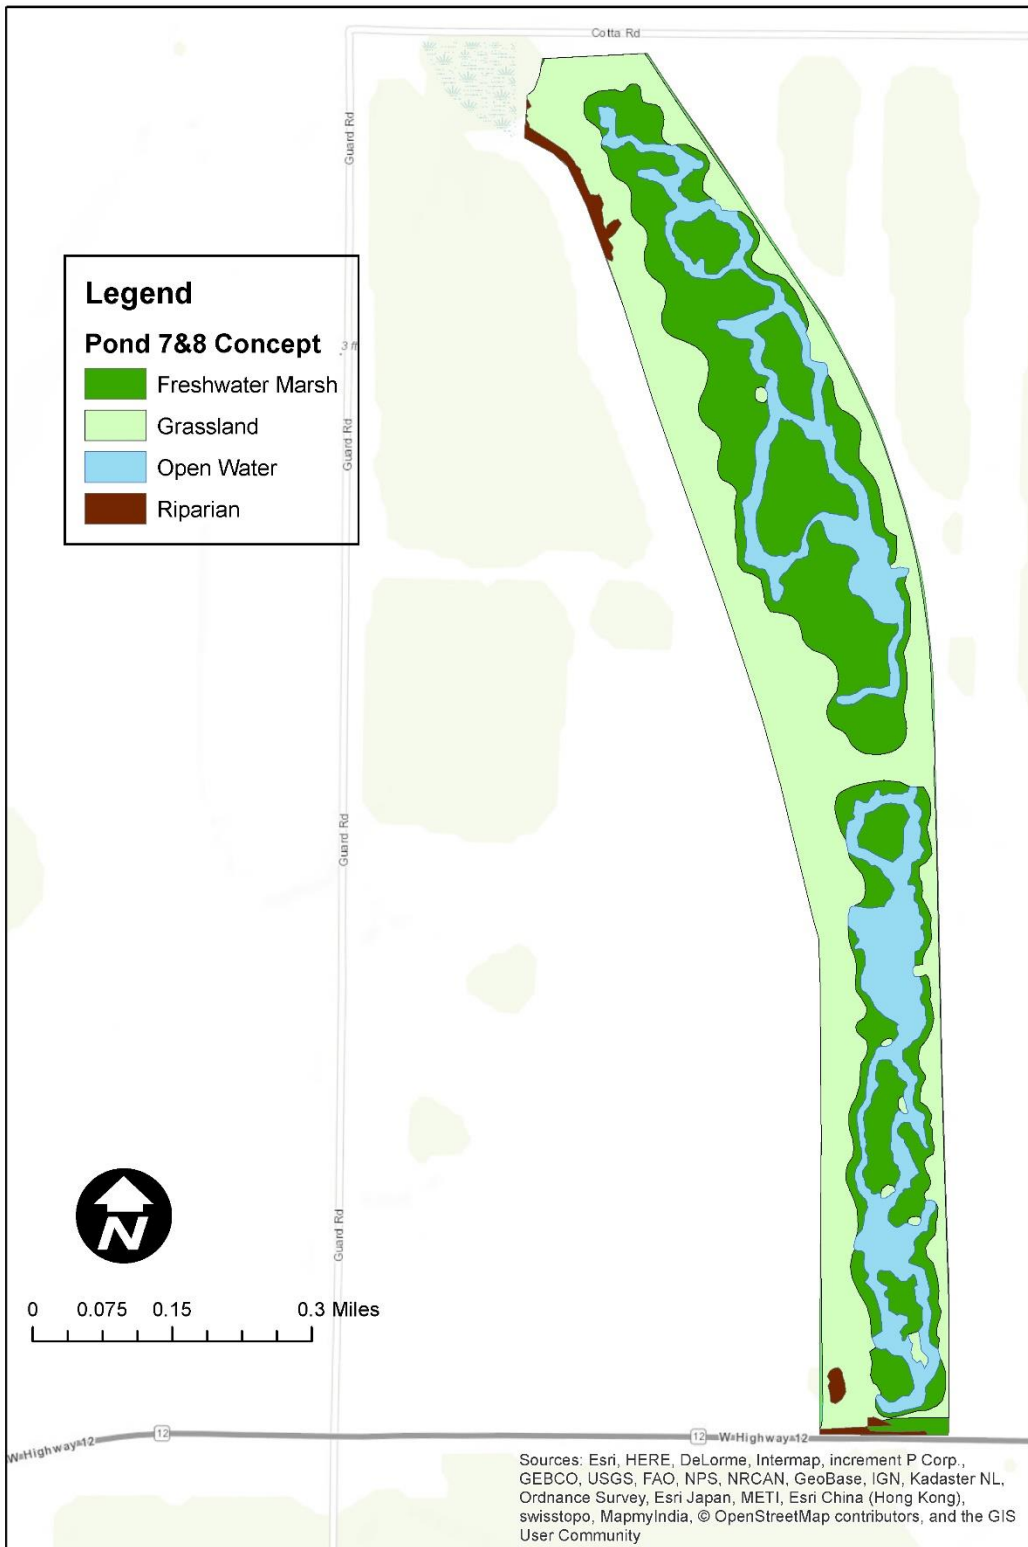 Cotta Rd
Guard Rd
Legend
Pond 7&8 Concept
3 ft
Freshwater Marsh
Guard Rd
Grassland
Open Water
Riparian
Guard Rd
N
Guard Rd
0 0.075 0.15 0.3 Miles
12
W Highway 12
12
W Highway 12
Sources: Esri, HERE, DeLorme, Intermap, increment P Corp.,
GEBCO, USGS, FAO, NPS, NRCAN, GeoBase, IGN, Kadaster NL,
Ordnance Survey, Esri Japan, METI, Esri China (Hong Kong),
swisstopo, MapmyIndia, © OpenStreetMap contributors, and the GIS
User Community